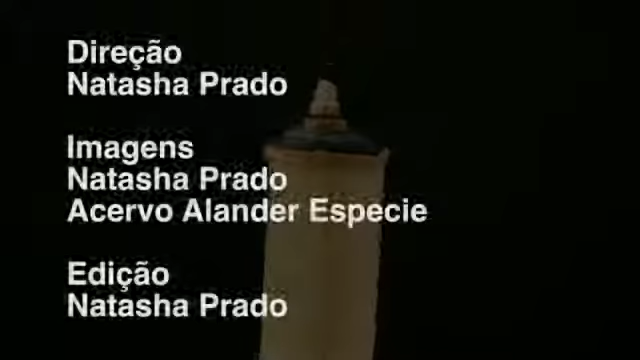 Direção
Natasha Prado
Imagens
Natasha Prado
Acervo Alander Especie
Edição
Natasha Prado